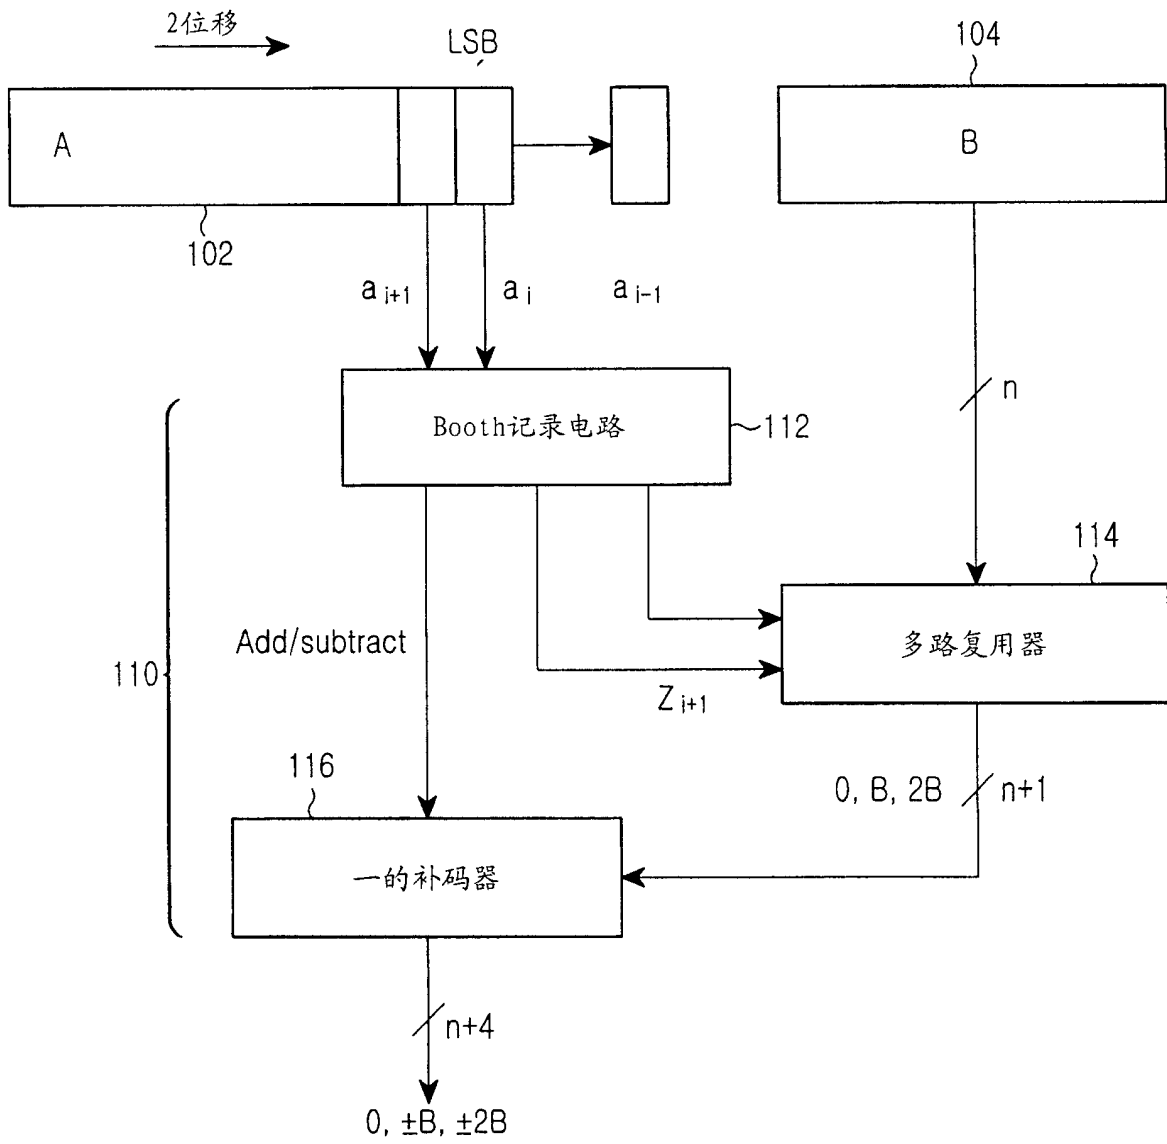 2位移
LSB
104
A
B
102
a i+1
a i
a i-1
n
Booth记录电路
112
114
Add/subtract
多路复用器
110
Z i+1
116
0, B, 2B
n+1
一的补码器
n+4
0, ±B, ±2B